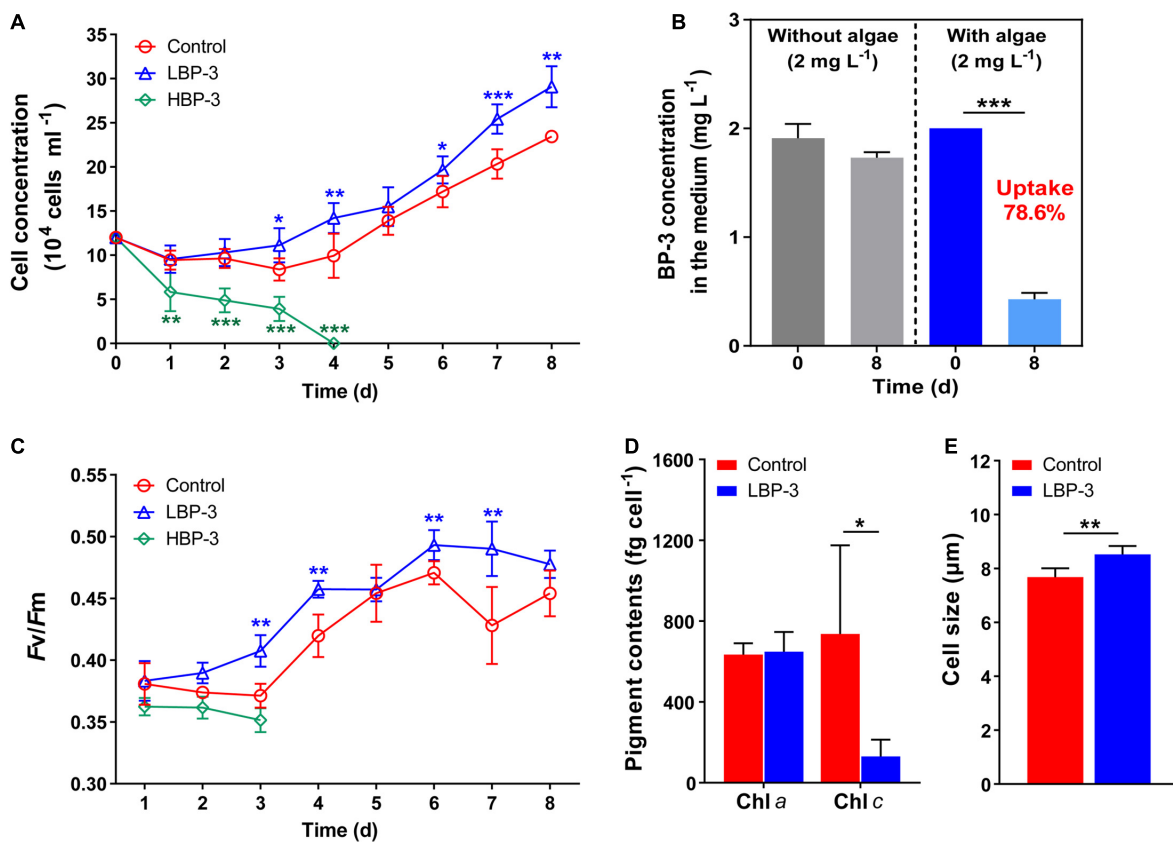 A
Cell concentration
(10⁴ cells ml⁻¹)
35
30
25
20
15
10
5
0
Control
LBP-3
HBP-3
**
***
*
**
*
**
***
***
***
0 1 2 3 4 5 6 7 8
Time (d)
B
BP-3 concentration
in the medium (mg L⁻¹)
3
2
1
0
Without algae
(2 mg L⁻¹)
With algae
(2 mg L⁻¹)
***
Uptake
78.6%
0 8 0 8
Time (d)
C
Fv/Fm
0.55
0.50
0.45
0.40
0.35
0.30
Control
LBP-3
HBP-3
** **
**
**
1 2 3 4 5 6 7 8
Time (d)
D
Pigment contents (fg cell⁻¹)
1600
1200
800
400
0
Control
LBP-3
*
Chl a Chl c
E
Cell size (µm)
12
10
8
6
4
2
0
Control
LBP-3
**